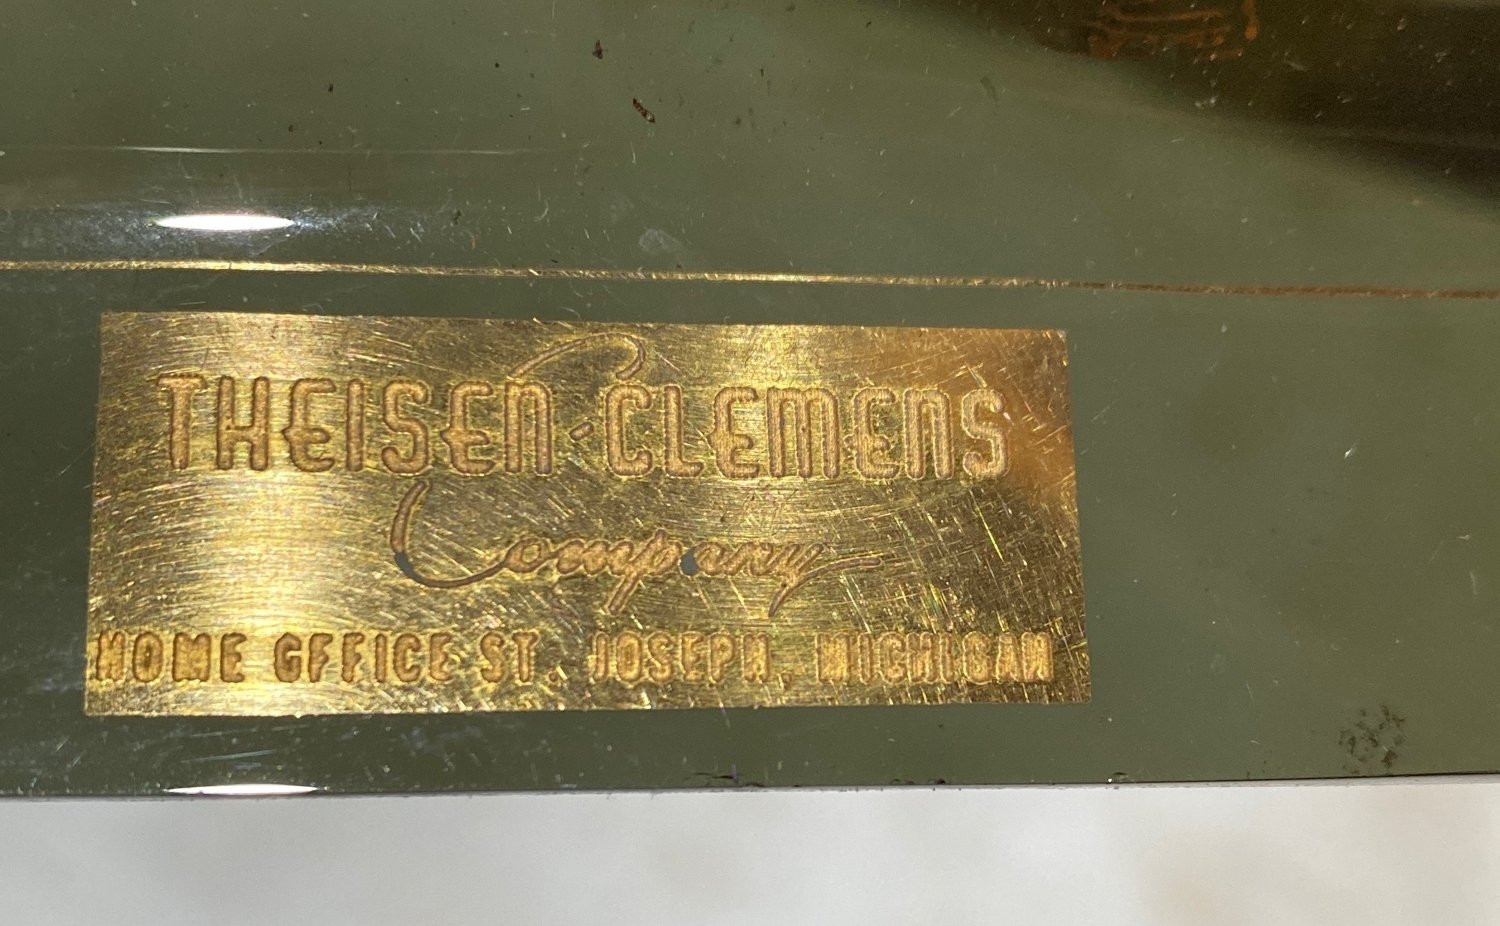 THEISEN-CLEMENS
Company
HOME OFFICE ST. JOSEPH, MICHIGAN